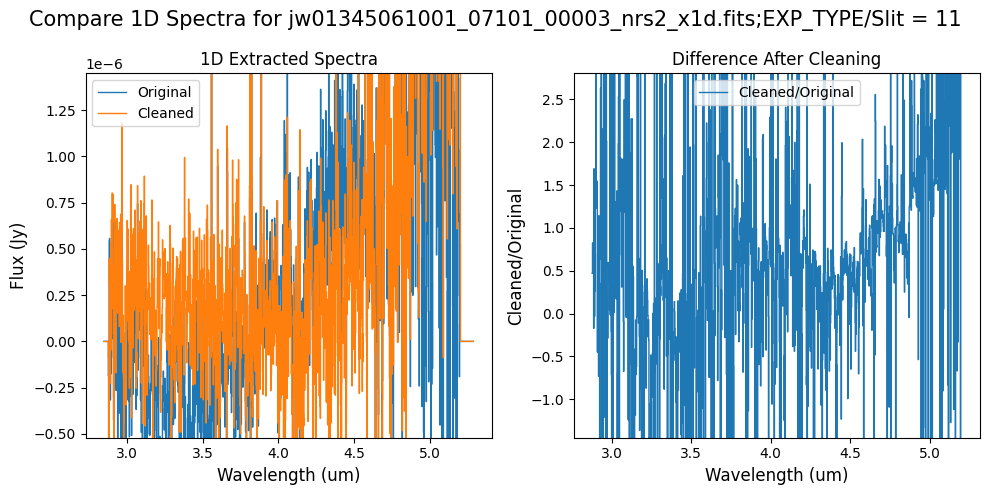 Compare 1D Spectra for jw01345061001_07101_00003_nrs2_x1d.fits;EXP_TYPE/Slit = 11
1D Extracted Spectra
1e−6
Original
Cleaned
1.25
1.00
0.75
0.50
0.25
0.00
−0.25
−0.50
Flux (Jy)
3.0 3.5 4.0 4.5 5.0
Wavelength (um)
Difference After Cleaning
Cleaned/Original
2.5
2.0
1.5
1.0
0.5
0.0
−0.5
−1.0
Cleaned/Original
3.0 3.5 4.0 4.5 5.0
Wavelength (um)